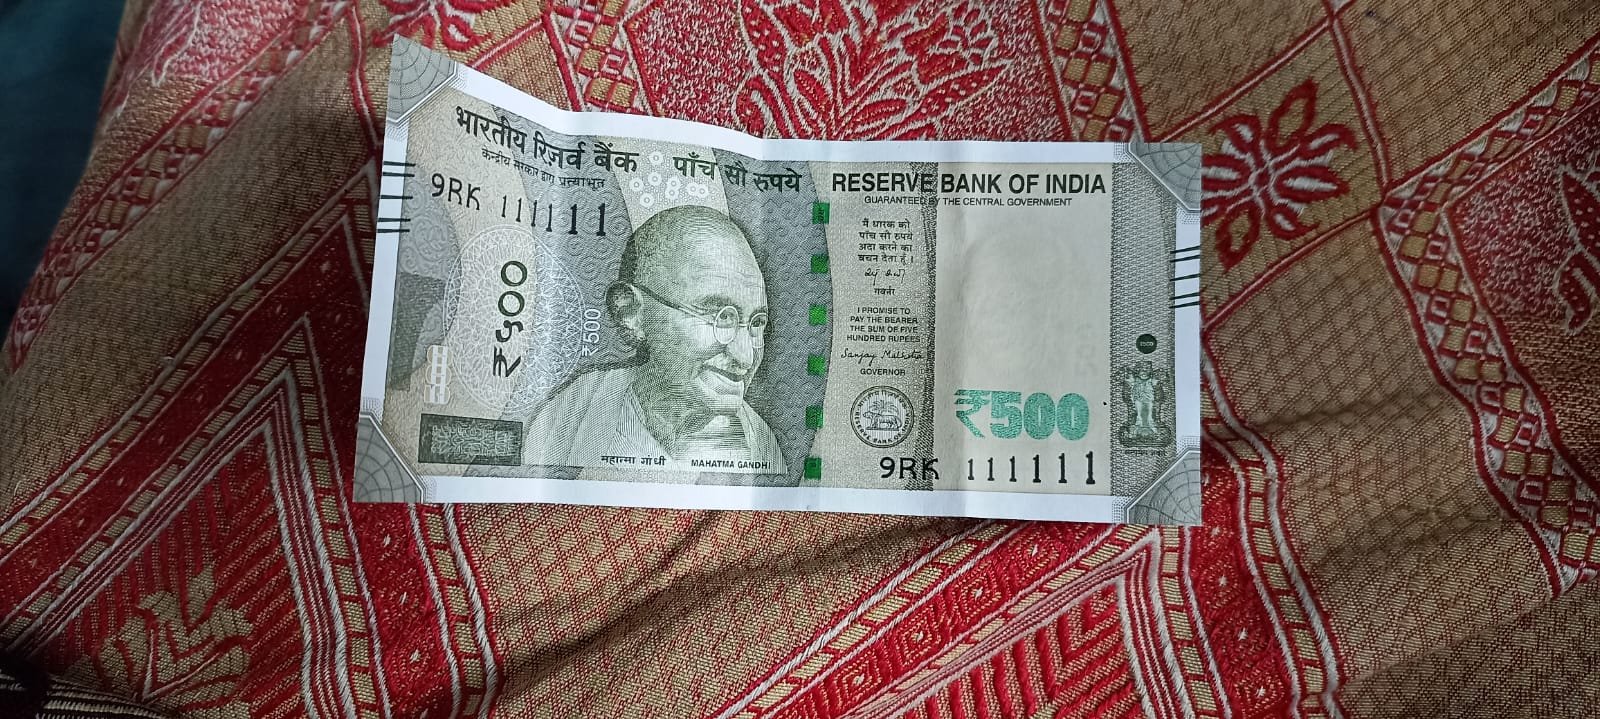 भारतीय रिज़र्व बैंक
केन्द्रीय सरकार द्वारा प्रत्याभूत
पाँच सौ रुपये
RESERVE BANK OF INDIA
GUARANTEED BY THE CENTRAL GOVERNMENT
9RK 111111
मैं धारक को
पाँच सौ रुपये
अदा करने का
वचन देता हूँ।
गवर्नर
I PROMISE TO
PAY THE BEARER
THE SUM OF FIVE
HUNDRED RUPEES
GOVERNOR
₹५००
₹500
₹500
महात्मा गांधी
MAHATMA GANDHI
9RK 111111